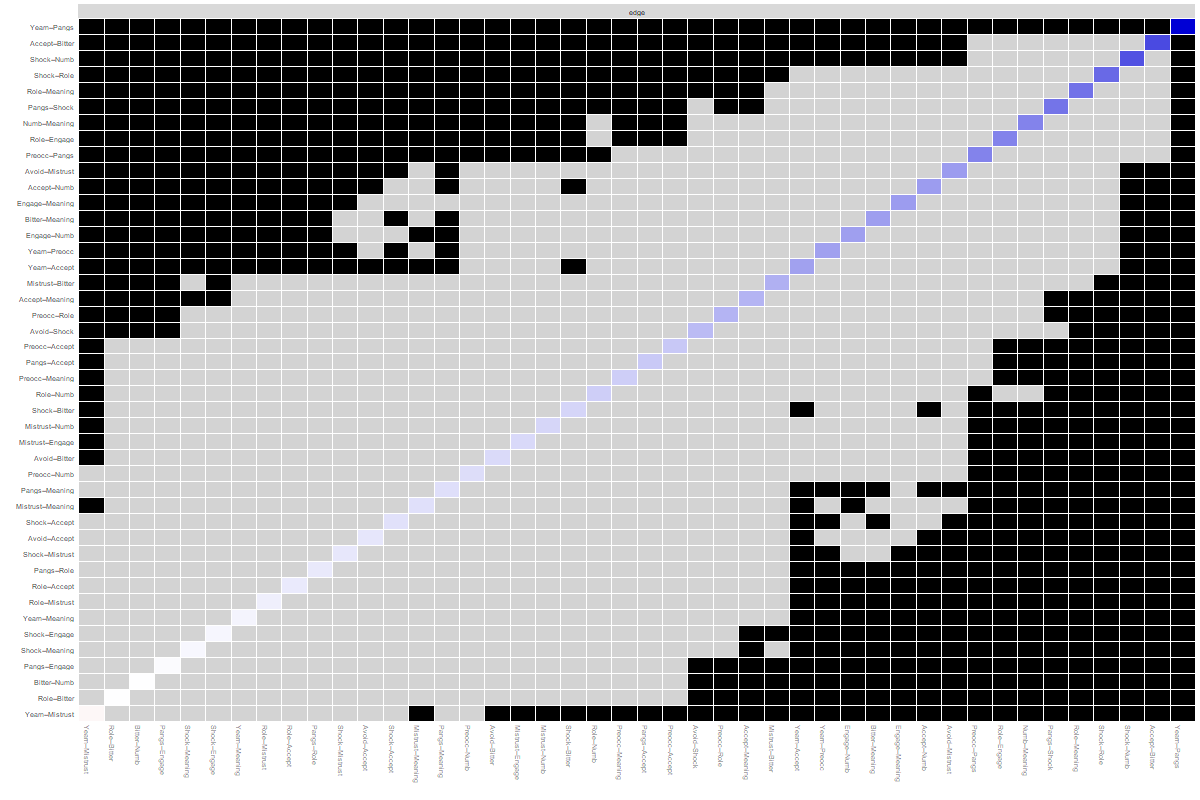 edge
Yearn–Pangs
Accept–Bitter
Shock–Numb
Shock–Role
Role–Meaning
Pangs–Shock
Numb–Meaning
Role–Engage
Preocc–Pangs
Avoid–Mistrust
Accept–Numb
Engage–Meaning
Bitter–Meaning
Engage–Numb
Yearn–Preocc
Yearn–Accept
Mistrust–Bitter
Accept–Meaning
Preocc–Role
Avoid–Shock
Preocc–Accept
Pangs–Accept
Preocc–Meaning
Role–Numb
Shock–Bitter
Mistrust–Numb
Mistrust–Engage
Avoid–Bitter
Preocc–Numb
Pangs–Meaning
Mistrust–Meaning
Shock–Accept
Avoid–Accept
Shock–Mistrust
Pangs–Role
Role–Accept
Role–Mistrust
Yearn–Meaning
Shock–Engage
Shock–Meaning
Pangs–Engage
Bitter–Numb
Role–Bitter
Yearn–Mistrust
Yearn–Mistrust
Role–Bitter
Bitter–Numb
Pangs–Engage
Shock–Meaning
Shock–Engage
Yearn–Meaning
Role–Mistrust
Role–Accept
Pangs–Role
Shock–Mistrust
Avoid–Accept
Shock–Accept
Mistrust–Meaning
Pangs–Meaning
Preocc–Numb
Avoid–Bitter
Mistrust–Engage
Mistrust–Numb
Shock–Bitter
Role–Numb
Preocc–Meaning
Pangs–Accept
Preocc–Accept
Avoid–Shock
Preocc–Role
Accept–Meaning
Mistrust–Bitter
Yearn–Accept
Yearn–Preocc
Engage–Numb
Bitter–Meaning
Engage–Meaning
Accept–Numb
Avoid–Mistrust
Preocc–Pangs
Role–Engage
Numb–Meaning
Pangs–Shock
Role–Meaning
Shock–Role
Shock–Numb
Accept–Bitter
Yearn–Pangs